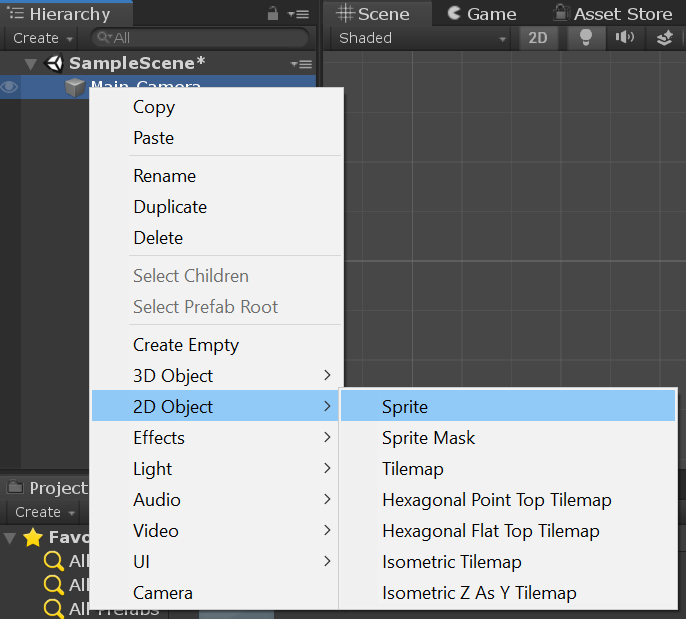 Hierarchy
Create
All
SampleScene*
Main Camera
Scene
Game
Asset Store
Shaded
2D
Copy
Paste
Rename
Duplicate
Delete
Select Children
Select Prefab Root
Create Empty
3D Object
2D Object
Effects
Light
Audio
Video
UI
Camera
Sprite
Sprite Mask
Tilemap
Hexagonal Point Top Tilemap
Hexagonal Flat Top Tilemap
Isometric Tilemap
Isometric Z As Y Tilemap
Project
Create
Favo
All
All
All Prefabs